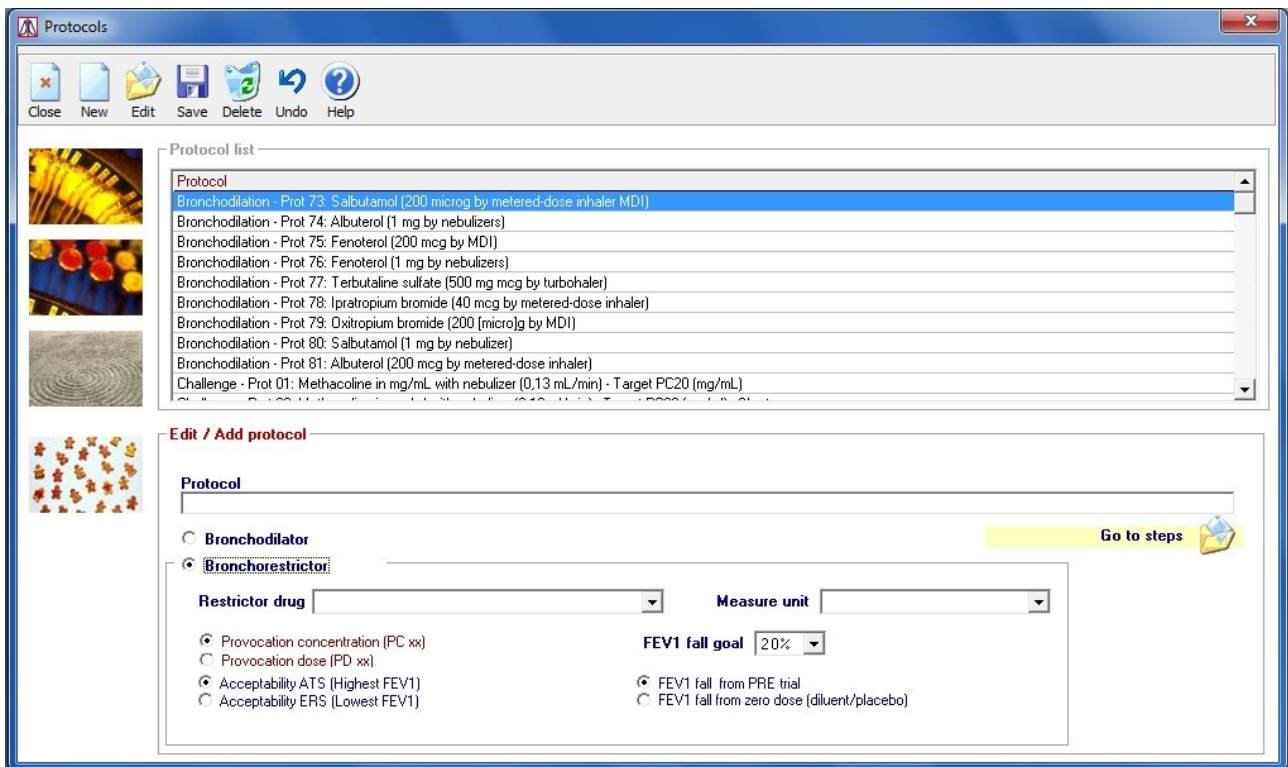 Protocols
Close New Edit Save Delete Undo Help
Protocol list
Protocol
Bronchodilation - Prot 73: Salbutamol (200 microg by metered-dose inhaler MDI)
Bronchodilation - Prot 74: Albuterol (1 mg by nebulizers)
Bronchodilation - Prot 75: Fenoterol (200 mcg by MDI)
Bronchodilation - Prot 76: Fenoterol (1 mg by nebulizers)
Bronchodilation - Prot 77: Terbutaline sulfate (500 mg mcg by turbohaler)
Bronchodilation - Prot 78: Ipratropium bromide (40 mcg by metered-dose inhaler)
Bronchodilation - Prot 79: Oxitropium bromide (200 [micro]g by MDI)
Bronchodilation - Prot 80: Salbutamol (1 mg by nebulizer)
Bronchodilation - Prot 81: Albuterol (200 mcg by metered-dose inhaler)
Challenge - Prot 01: Methacoline in mg/mL with nebulizer (0,13 mL/min) - Target PC20 (mg/mL)
Edit / Add protocol
Protocol
Bronchodilator
Go to steps
Bronchorestrictor
Restrictor drug Measure unit
Provocation concentration (PC xx) FEV1 fall goal 20%
Provocation dose (PD xx)
Acceptability ATS (Highest FEV1) FEV1 fall from PRE trial
Acceptability ERS (Lowest FEV1) FEV1 fall from zero dose (diluent/placebo)